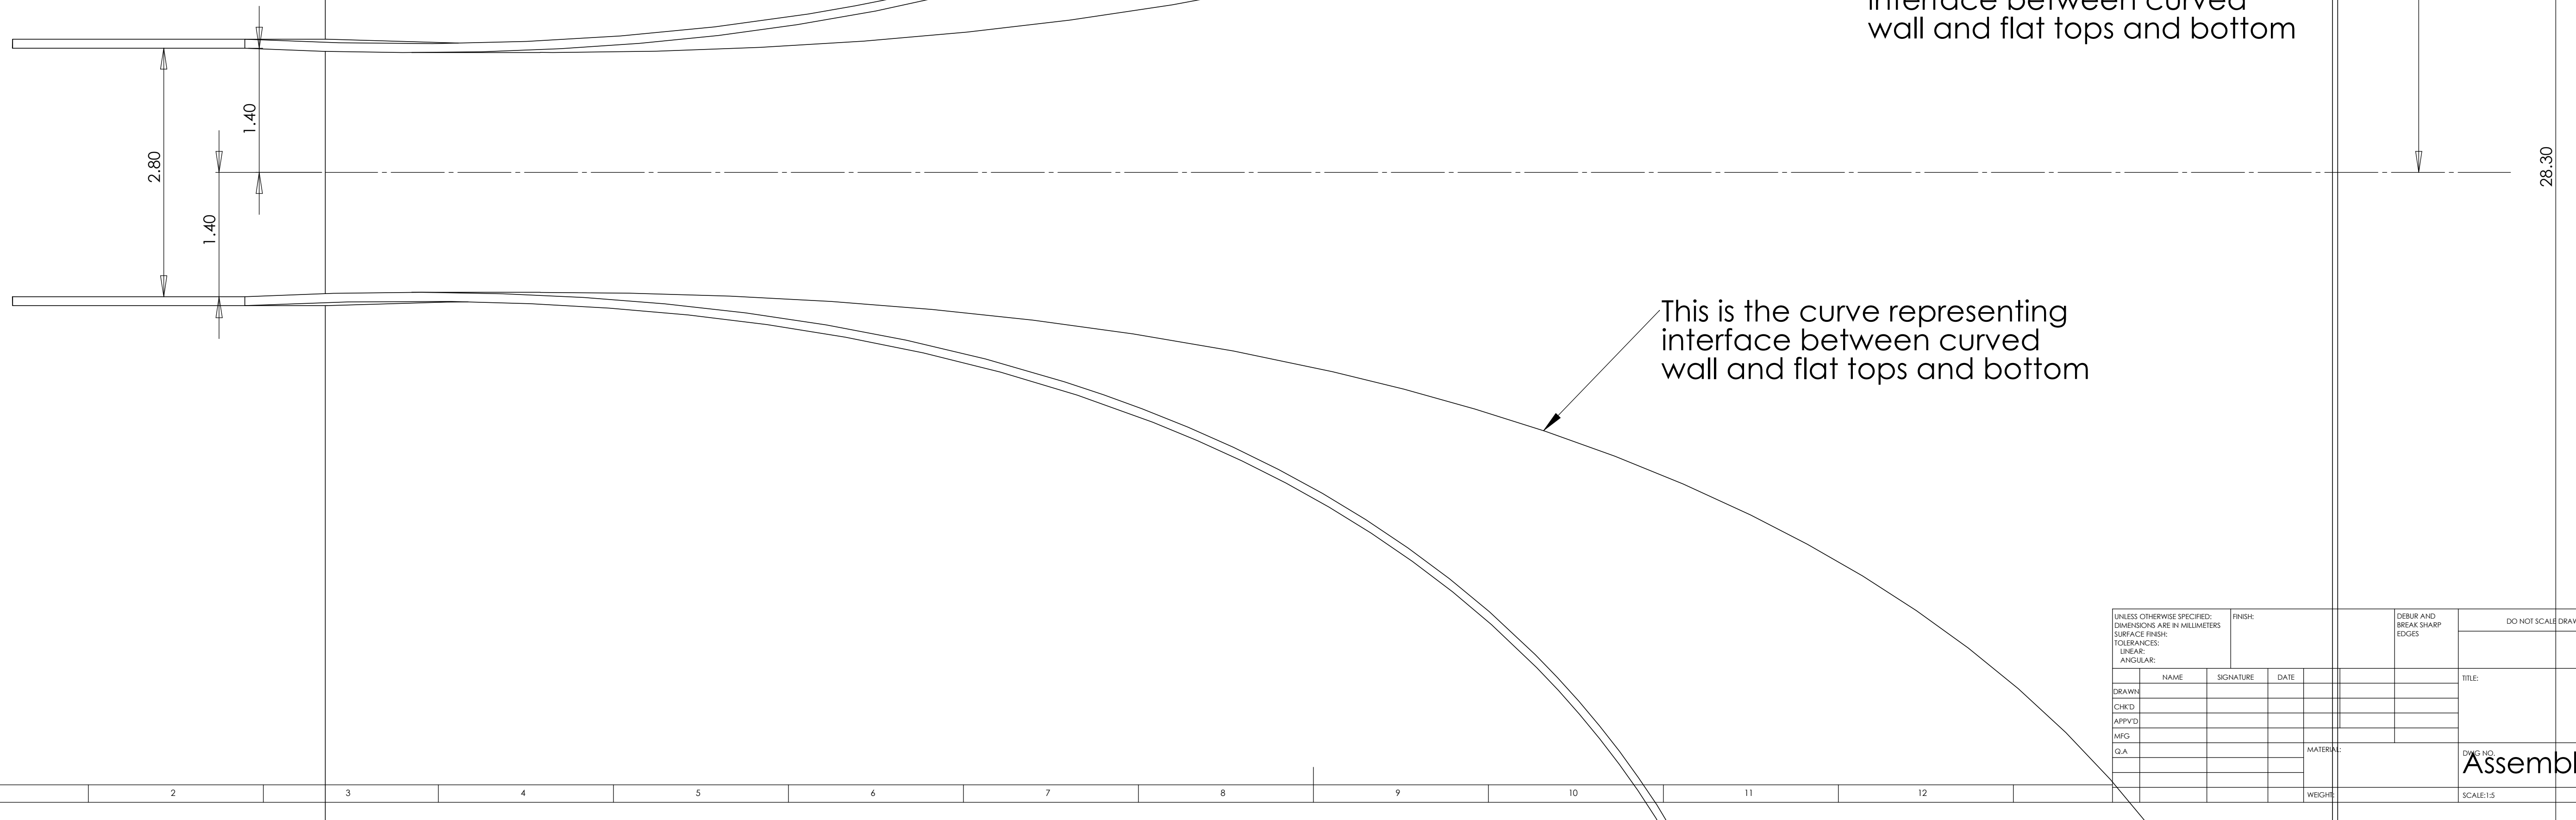 interface between curved
wall and flat tops and bottom
1.40
2.80
1.40
28.30
This is the curve representing
interface between curved
wall and flat tops and bottom
UNLESS OTHERWISE SPECIFIED:
DIMENSIONS ARE IN MILLIMETERS
SURFACE FINISH:
TOLERANCES:
LINEAR:
ANGULAR:
FINISH:
DEBUR AND
BREAK SHARP
EDGES
DO NOT SCALE DRAW
NAME SIGNATURE DATE
TITLE:
DRAWN
CHK'D
APPV'D
MFG
Q.A
MATERIAL:
DWG NO.
Assembl
WEIGHT:
SCALE:1:5
2 3 4 5 6 7 8 9 10 11 12